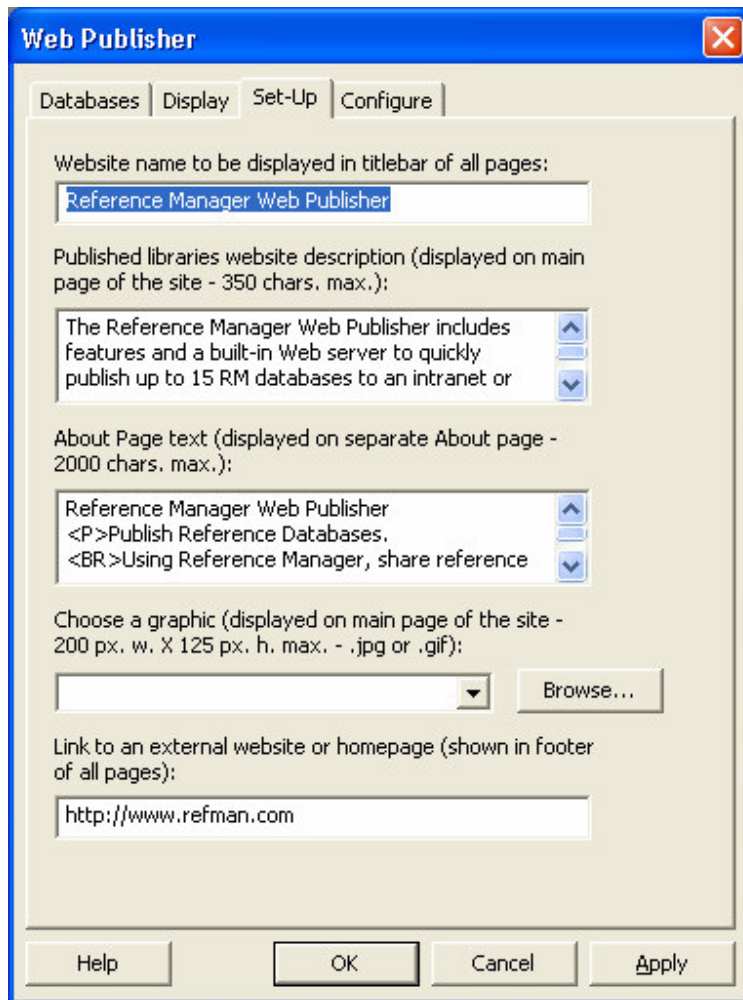 Web Publisher
Databases Display Set-Up Configure
Website name to be displayed in titlebar of all pages:
Reference Manager Web Publisher
Published libraries website description (displayed on main
page of the site - 350 chars. max.):
The Reference Manager Web Publisher includes
features and a built-in Web server to quickly
publish up to 15 RM databases to an intranet or
About Page text (displayed on separate About page -
2000 chars. max.):
Reference Manager Web Publisher
<P>Publish Reference Databases.
<BR>Using Reference Manager, share reference
Choose a graphic (displayed on main page of the site -
200 px. w. X 125 px. h. max. - .jpg or .gif):
Browse...
Link to an external website or homepage (shown in footer
of all pages):
http://www.refman.com
Help OK Cancel Apply